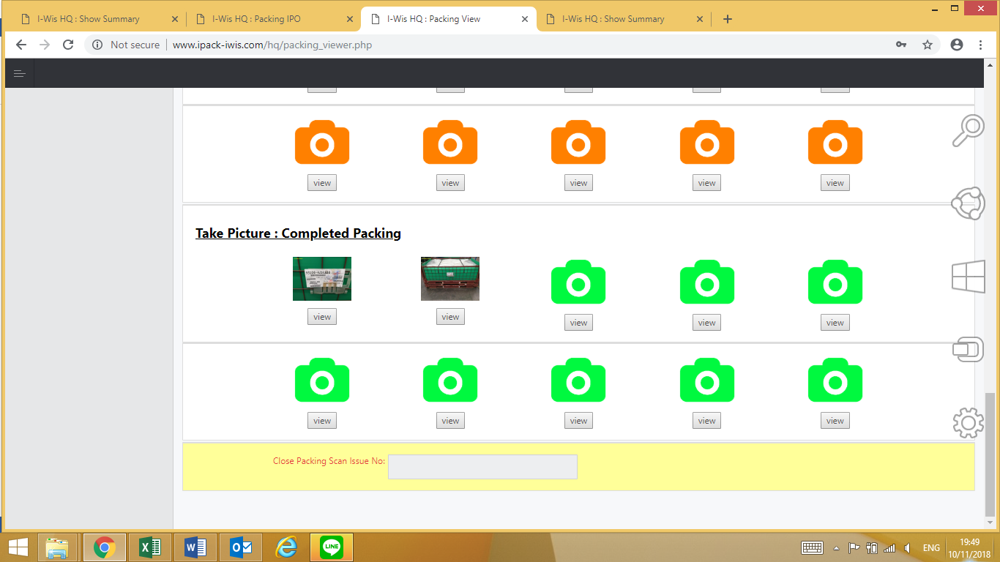 I-Wis HQ : Show Summary
I-Wis HQ : Packing IPO
I-Wis HQ : Packing View
I-Wis HQ : Show Summary
Not secure
www.ipack-iwis.com/hq/packing_viewer.php
view view view view view
Take Picture : Completed Packing
view view view view view
view view view view view
Close Packing Scan Issue No:
LINE
ENG
19:49
10/11/2018